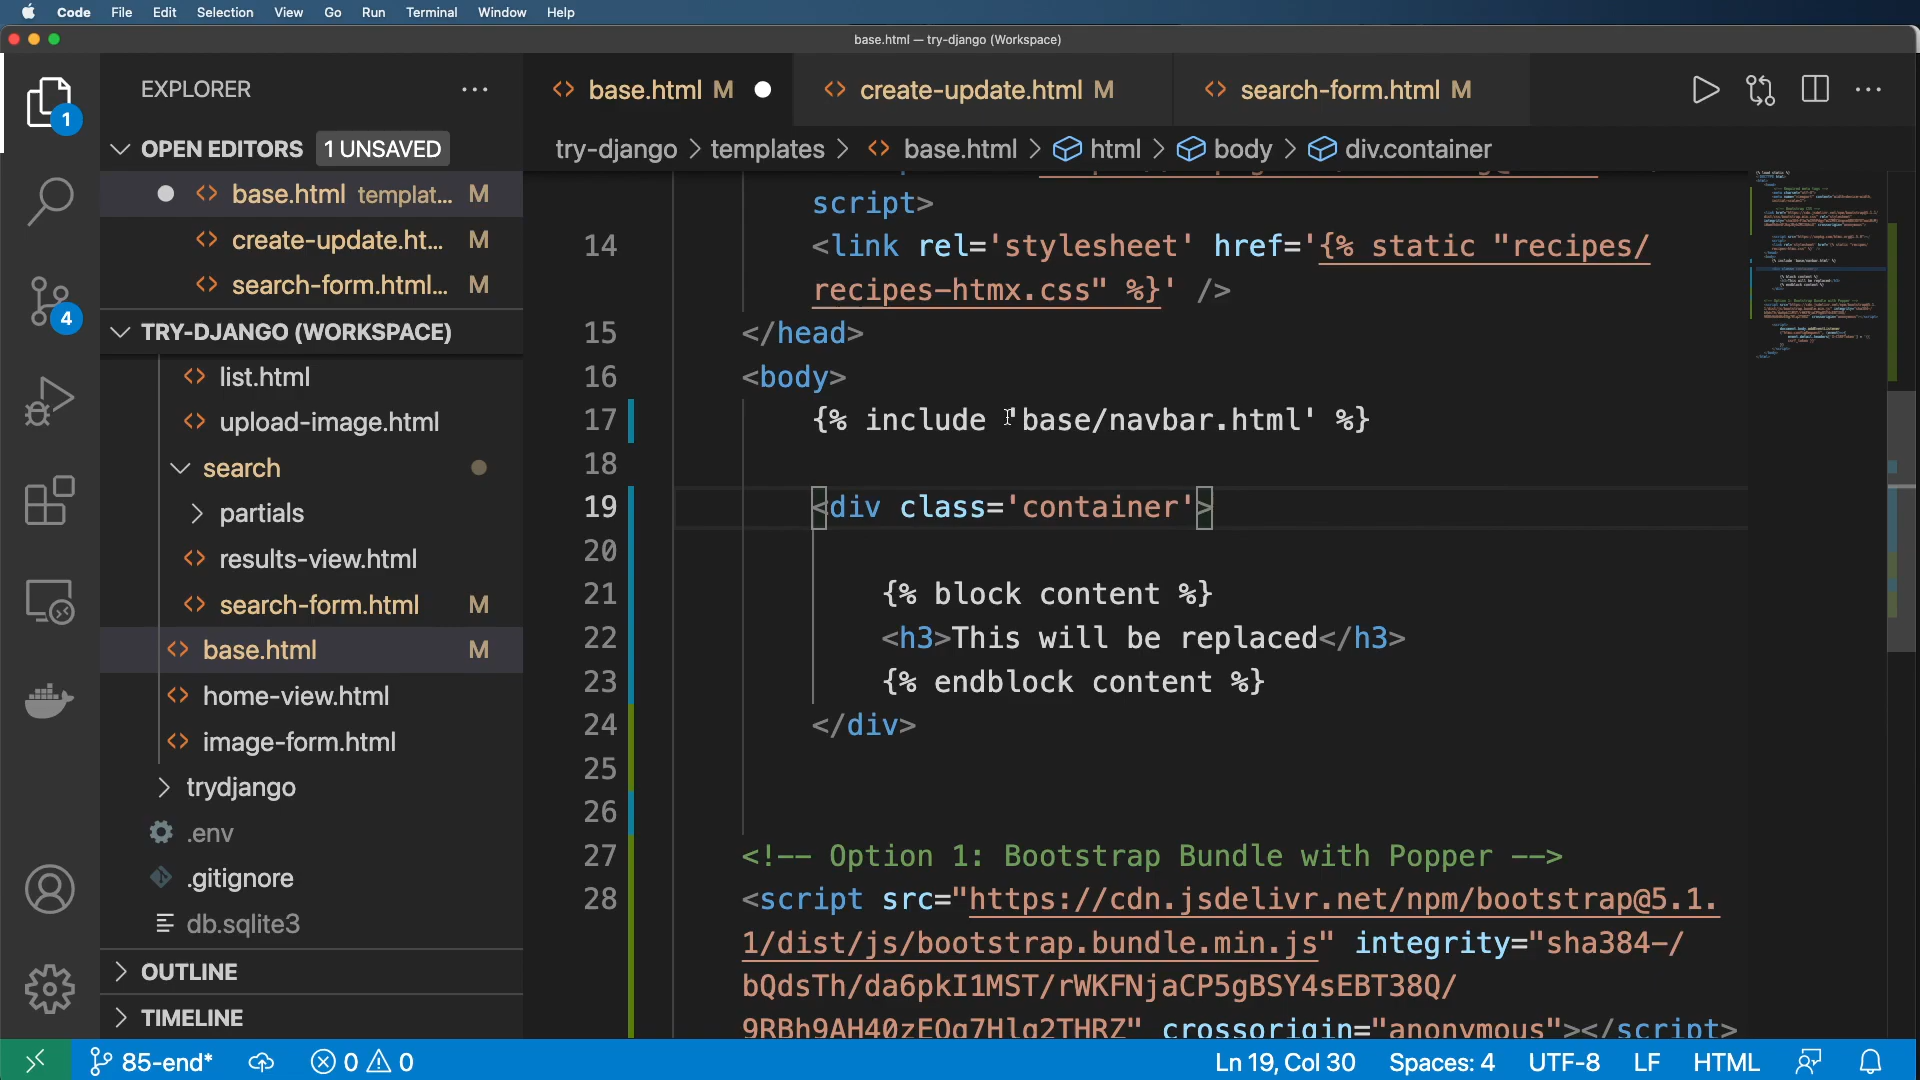 Code File Edit Selection View Go Run Terminal Window Help
base.html — try-django (Workspace)
EXPLORER
1
OPEN EDITORS 1 UNSAVED
base.html templat... M
create-update.ht... M
search-form.html... M
4
TRY-DJANGO (WORKSPACE)
list.html
upload-image.html
search
partials
results-view.html
search-form.html M
base.html M
home-view.html
image-form.html
trydjango
.env
.gitignore
db.sqlite3
OUTLINE
TIMELINE
base.html M create-update.html M search-form.html M
try-django > templates > base.html > html > body > div.container
script>
14 <link rel='stylesheet' href='{% static "recipes/
recipes-htmx.css" %}' />
15 </head>
16 <body>
17 {% include 'base/navbar.html' %}
18
19 <div class='container'>
20
21 {% block content %}
22 <h3>This will be replaced</h3>
23 {% endblock content %}
24 </div>
25
26
27 <!-- Option 1: Bootstrap Bundle with Popper -->
28 <script src="https://cdn.jsdelivr.net/npm/bootstrap@5.1.
1/dist/js/bootstrap.bundle.min.js" integrity="sha384-/
bQdsTh/da6pkI1MST/rWKFNjaCP5gBSY4sEBT38Q/
9RBh9AH40zEOg7Hlq2THRZ" crossorigin="anonymous"></script>
85-end* 0 0 Ln 19, Col 30 Spaces: 4 UTF-8 LF HTML